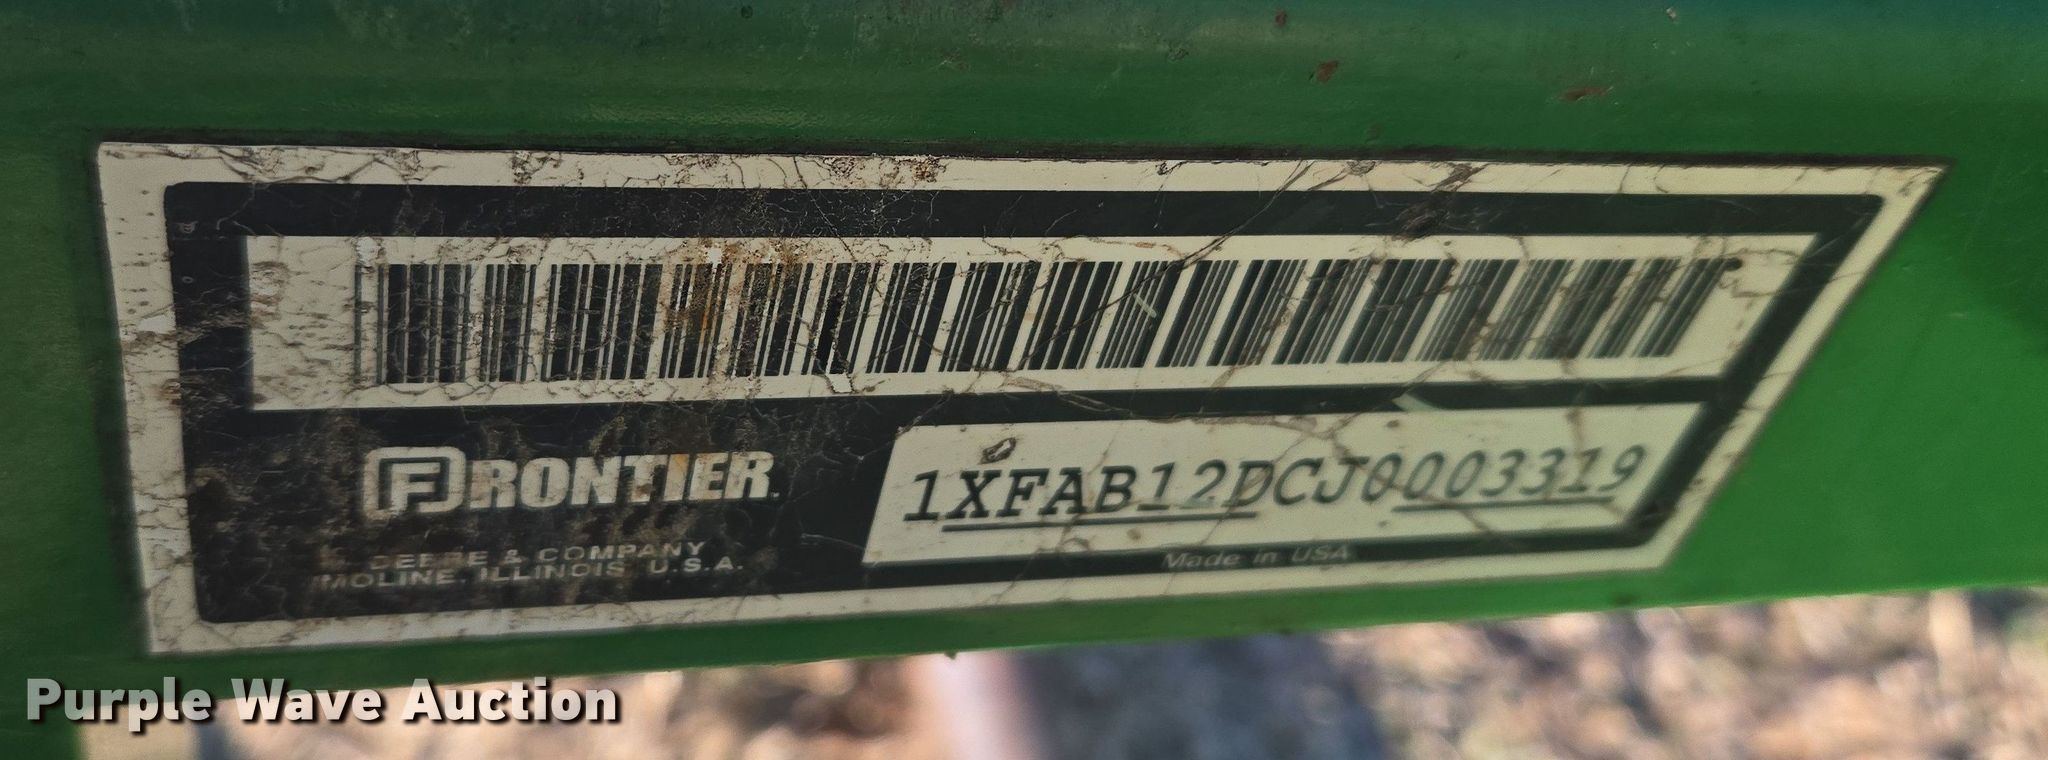 FRONTIER
DEERE & COMPANY
MOLINE, ILLINOIS U.S.A.
1XFAB12DCJ0003319
Made in USA
Purple Wave Auction